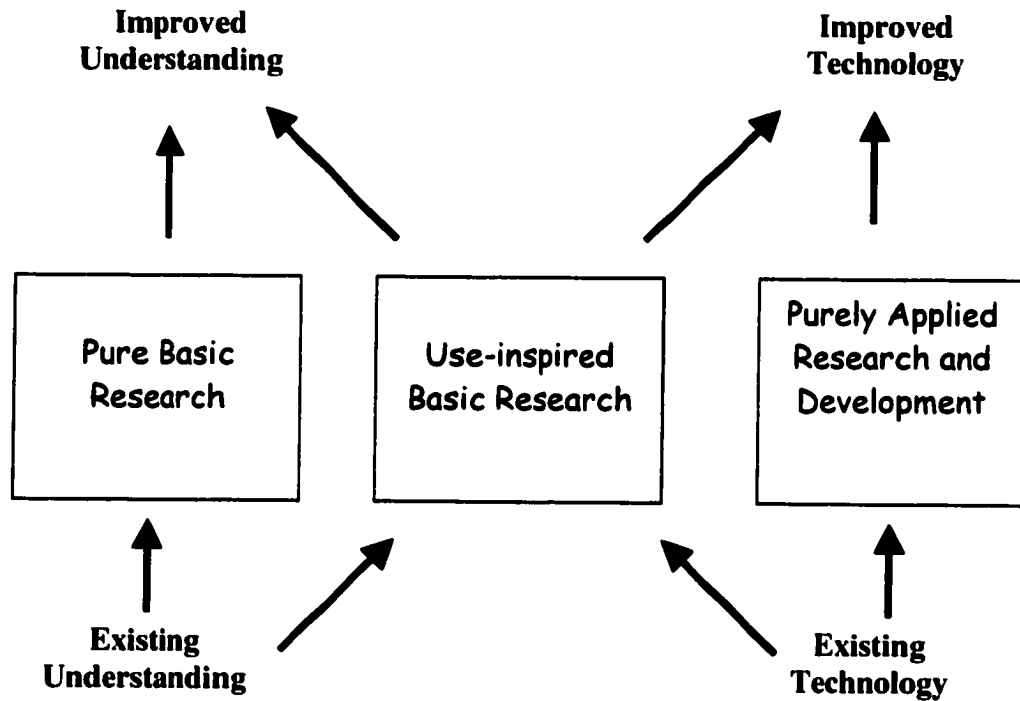 Improved
Understanding
Improved
Technology
Pure Basic
Research
Use-inspired
Basic Research
Purely Applied
Research and
Development
Existing
Understanding
Existing
Technology